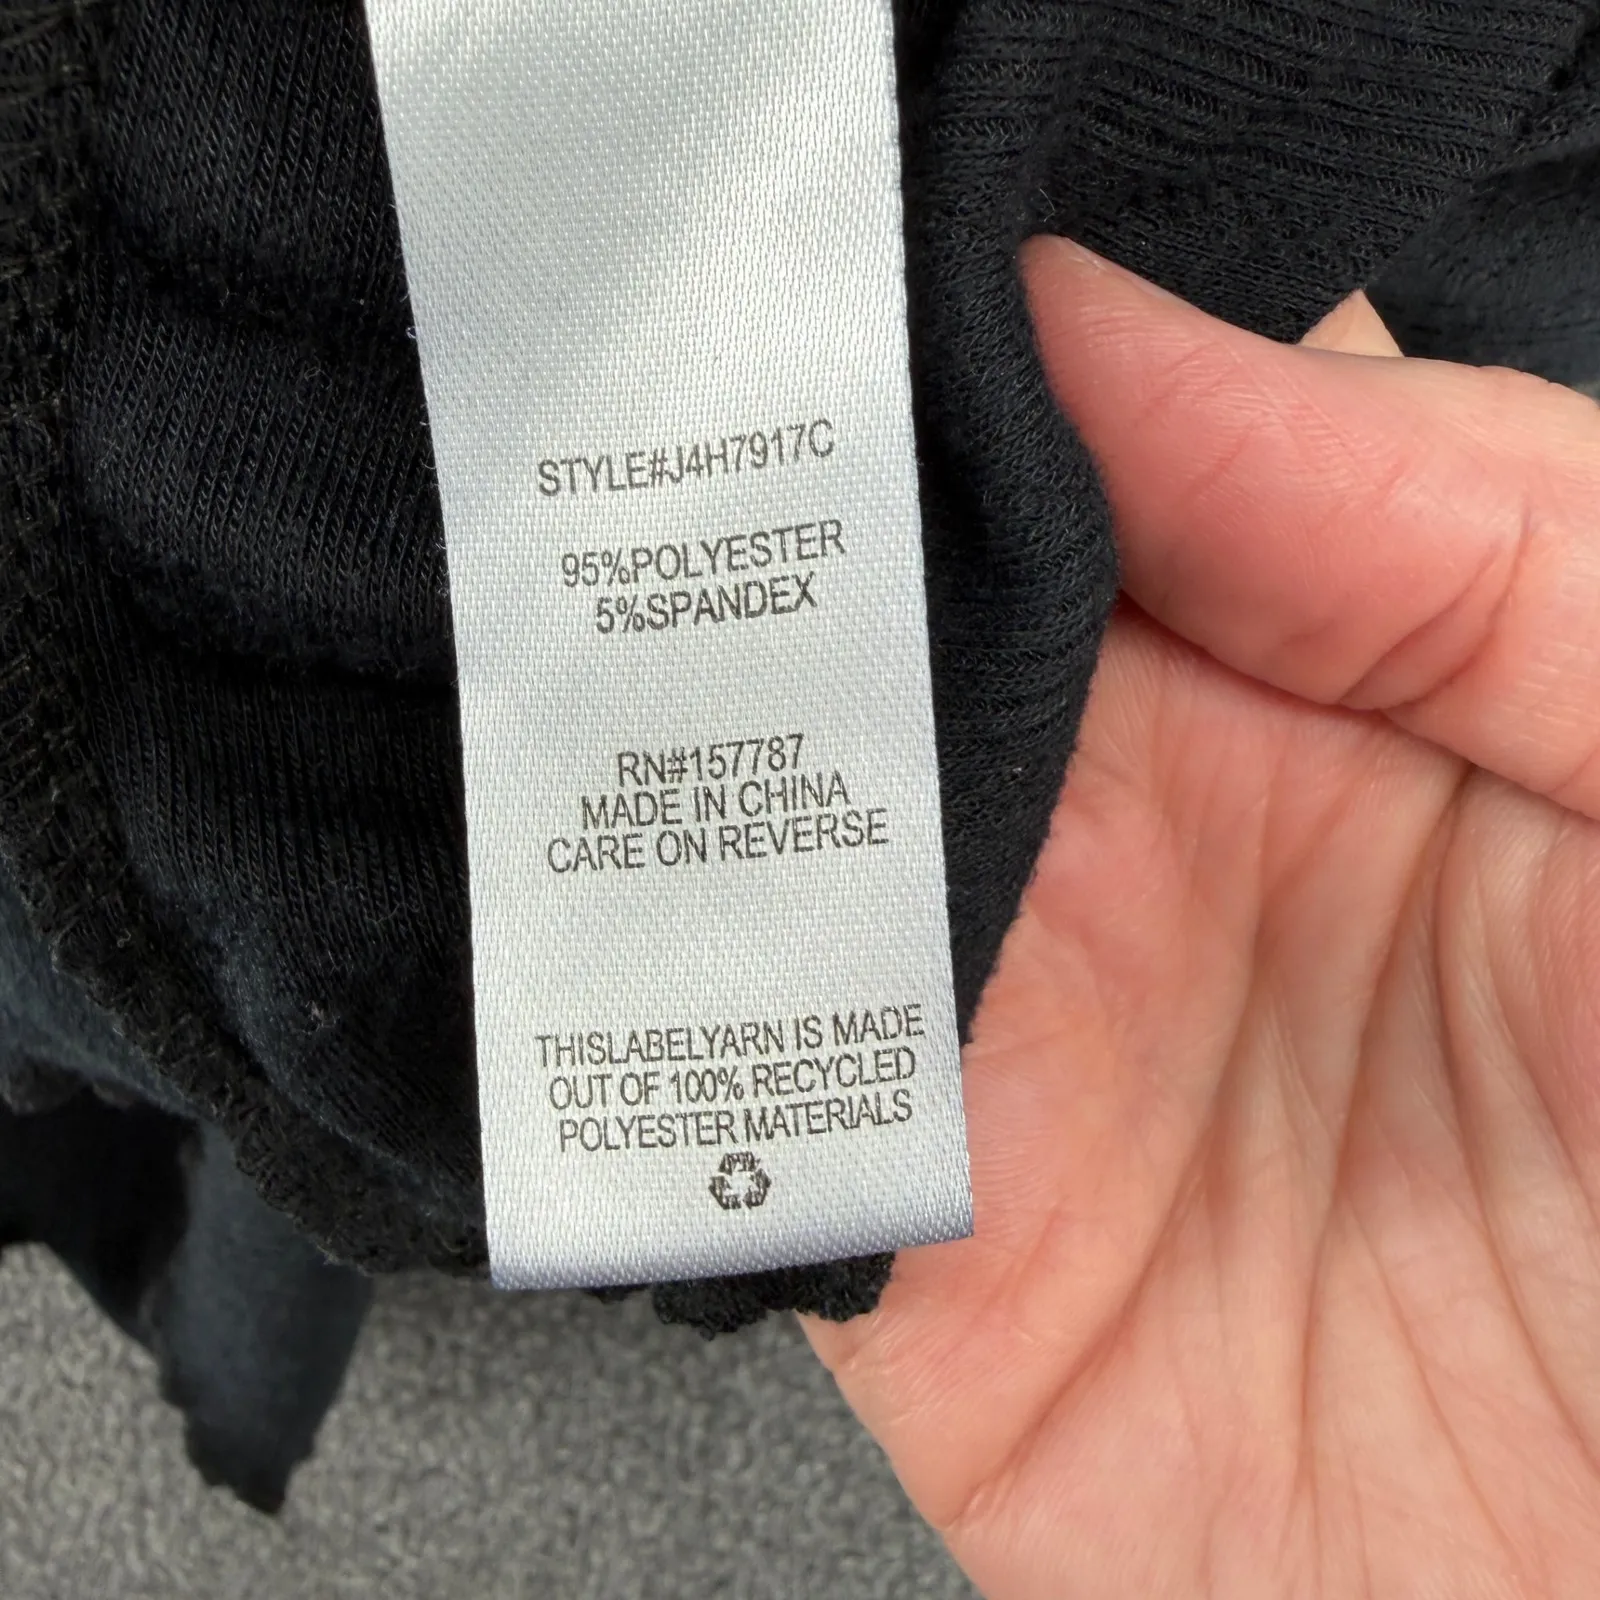 STYLE#J4H7917C
95%POLYESTER
5%SPANDEX
RN#157787
MADE IN CHINA
CARE ON REVERSE
THISLABELYARN IS MADE
OUT OF 100% RECYCLED
POLYESTER MATERIALS